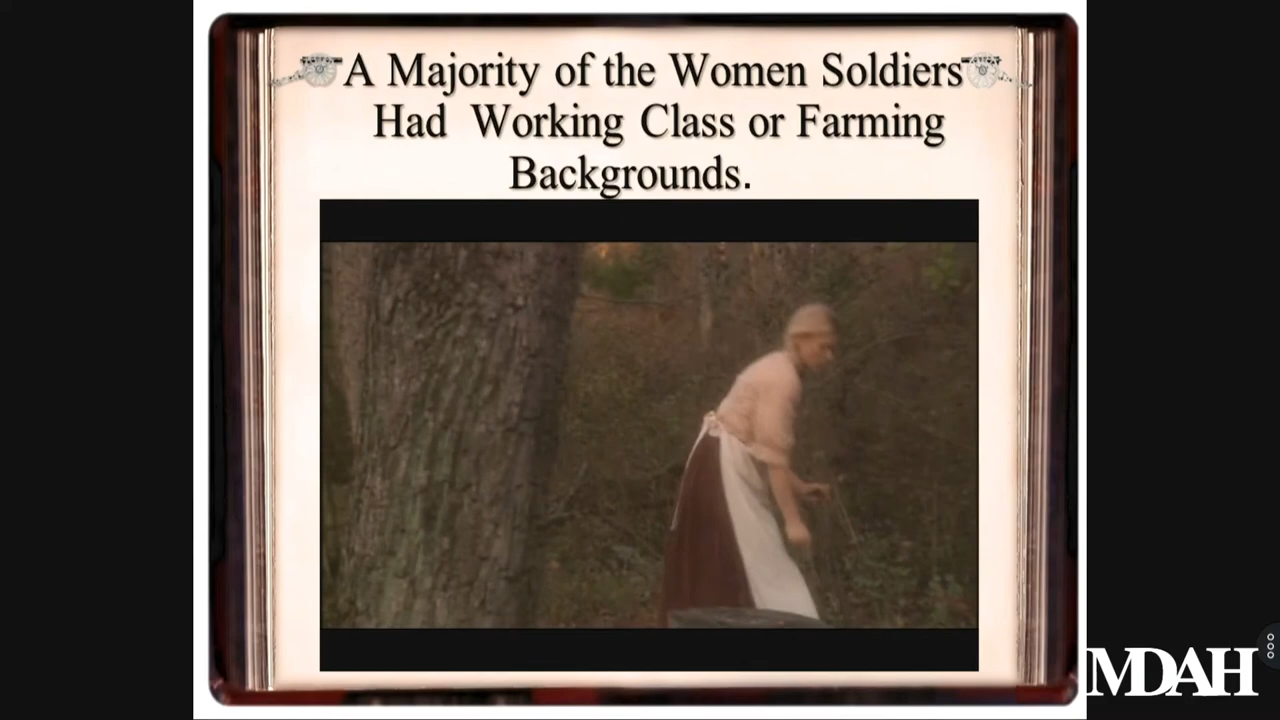 A Majority of the Women Soldiers
Had Working Class or Farming
Backgrounds.
MDAH